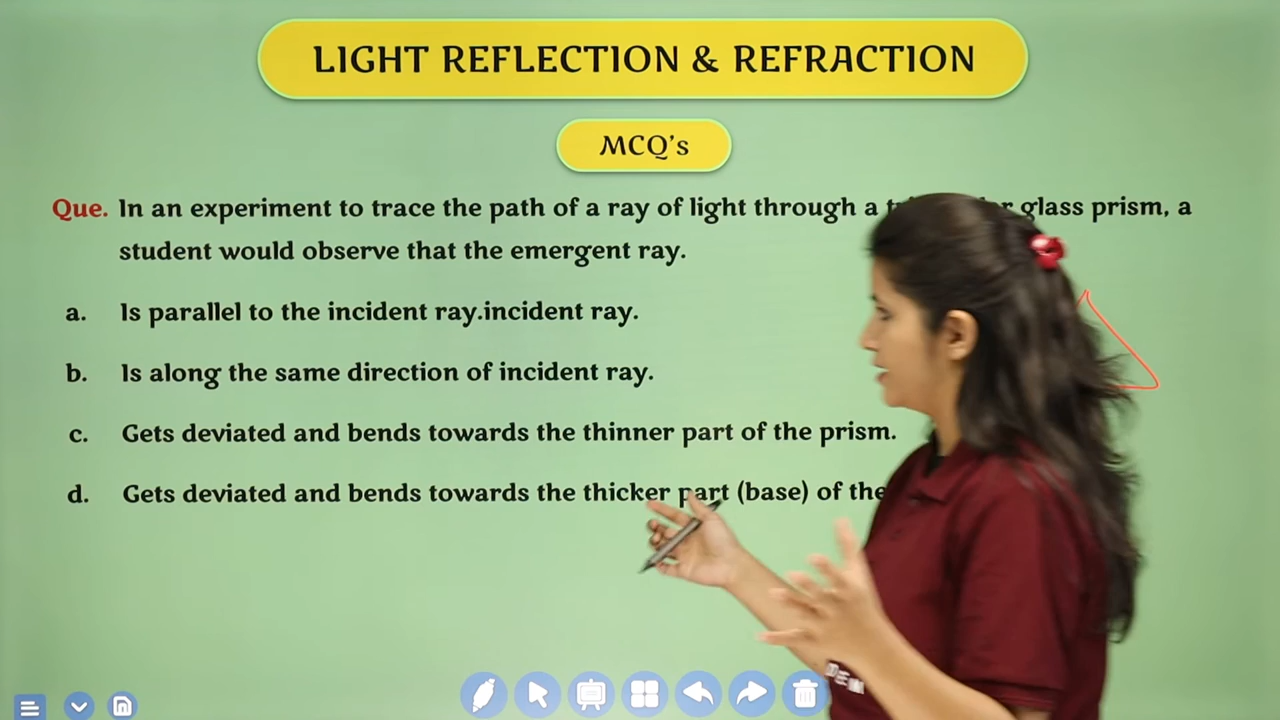 LIGHT REFLECTION & REFRACTION
MCQ's
Que. In an experiment to trace the path of a ray of light through a glass prism, a
student would observe that the emergent ray.
a. Is parallel to the incident ray.incident ray.
b. Is along the same direction of incident ray.
c. Gets deviated and bends towards the thinner part of the prism.
d. Gets deviated and bends towards the thicker part (base) of the